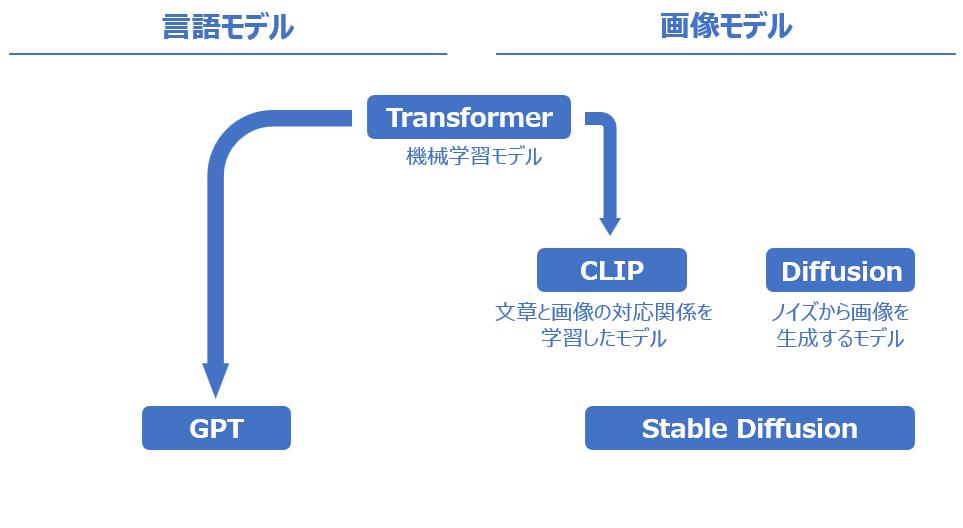 言語モデル
画像モデル
Transformer
機械学習モデル
CLIP
文章と画像の対応関係を
学習したモデル
Diffusion
ノイズから画像を
生成するモデル
GPT
Stable Diffusion